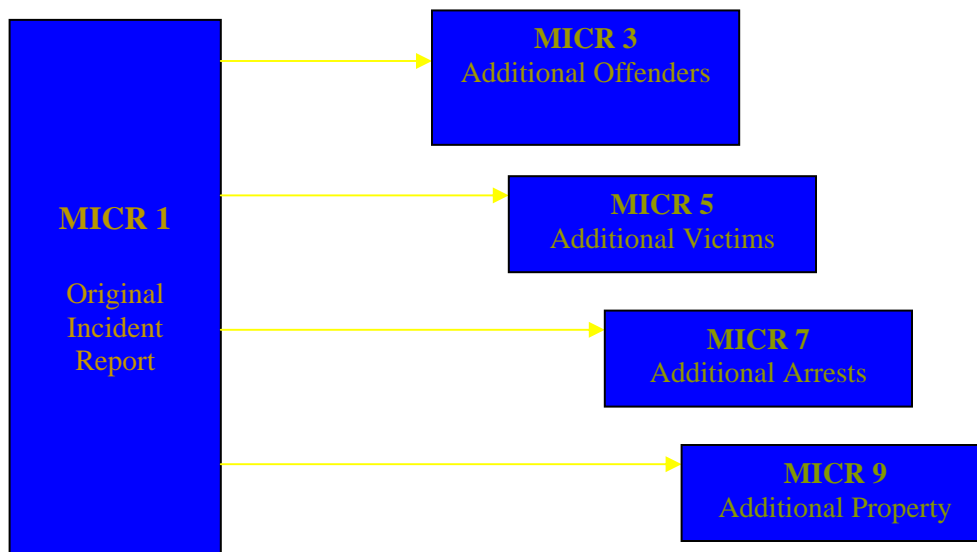 MICR 1
Original
Incident
Report
MICR 3
Additional Offenders
MICR 5
Additional Victims
MICR 7
Additional Arrests
MICR 9
Additional Property